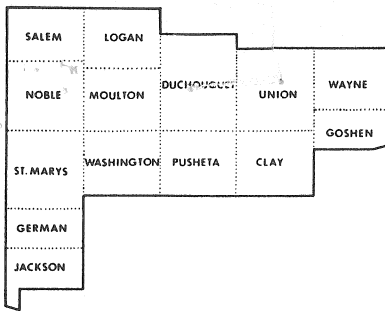 SALEM
LOGAN
NOBLE
MOULTON
DUCHOUQUET
UNION
WAYNE
GOSHEN
ST. MARYS
WASHINGTON
PUSHETA
CLAY
GERMAN
JACKSON